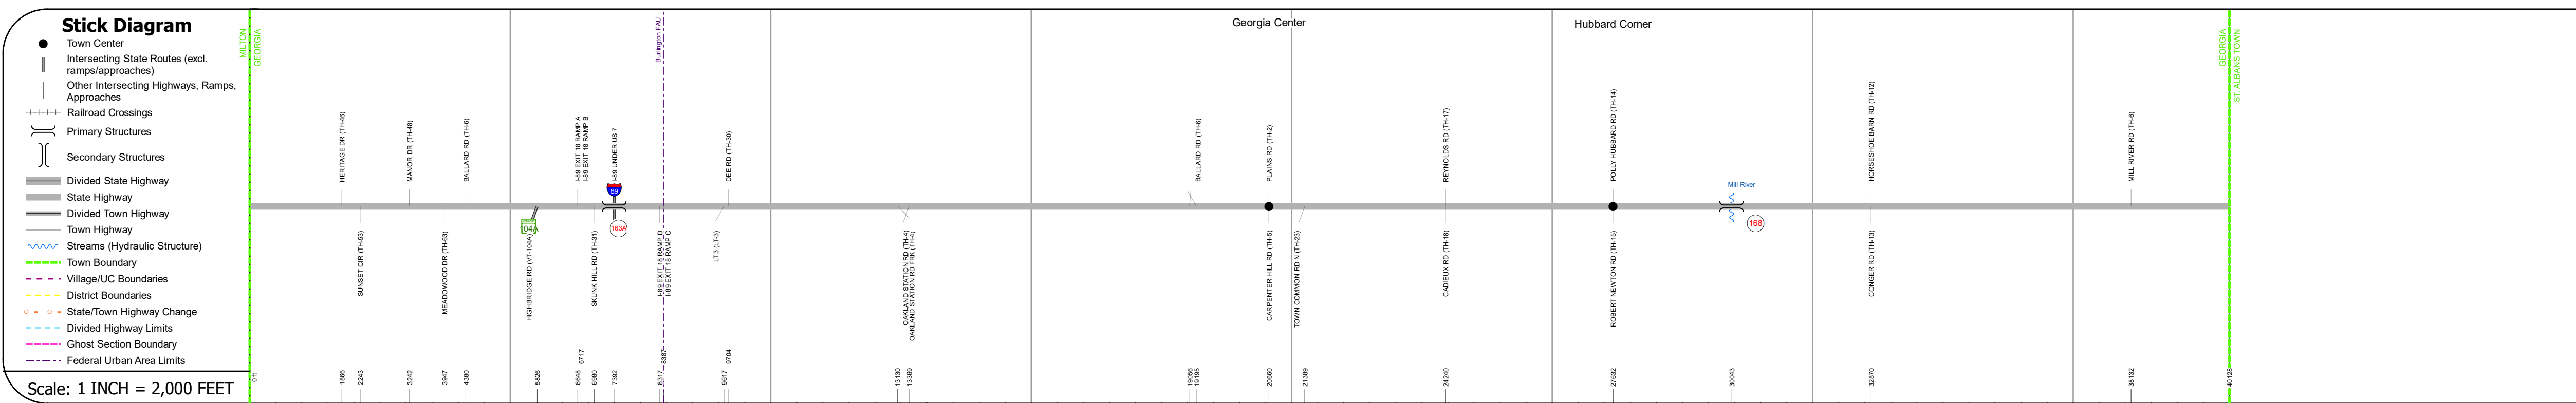 Stick Diagram
Town Center
Intersecting State Routes (excl.
ramps/approaches)
Other Intersecting Highways, Ramps,
Approaches
Railroad Crossings
Primary Structures
Secondary Structures
Divided State Highway
State Highway
Divided Town Highway
Town Highway
Streams (Hydraulic Structure)
Town Boundary
Village/UC Boundaries
District Boundaries
State/Town Highway Change
Divided Highway Limits
Ghost Section Boundary
Federal Urban Area Limits
Scale: 1 INCH = 2,000 FEET
MILTON
GEORGIA
Burlington FAU
Georgia Center
Hubbard Corner
GEORGIA
ST. ALBANS TOWN
HERITAGE DR (TH-46)
MANOR DR (TH-48)
BALLARD RD (TH-6)
I-89 EXIT 18 RAMP A
I-89 EXIT 18 RAMP B
I-89 UNDER US 7
DEE RD (TH-30)
BALLARD RD (TH-6)
PLAINS RD (TH-2)
REYNOLDS RD (TH-17)
POLLY HUBBARD RD (TH-14)
HORSESHOE BARN RD (TH-12)
MILL RIVER RD (TH-6)
89
Mill River
104A
163A
168
SUNSET CIR (TH-53)
MEADOWOOD DR (TH-63)
HIGHBRIDGE RD (VT-104A)
SKUNK HILL RD (TH-31)
I-89 EXIT 18 RAMP D
I-89 EXIT 18 RAMP C
LT 3 (LT-3)
OAKLAND STATION RD (TH-4)
OAKLAND STATION RD FRK (TH-4)
CARPENTER HILL RD (TH-5)
TOWN COMMON RD N (TH-23)
CADIEUX RD (TH-18)
ROBERT NEWTON RD (TH-15)
CONGER RD (TH-13)
0 ft
1866
2243
3242
3947
4380
5826
6648
6717
6980
7392
8317
8387
9617
9704
13130
13369
19056
19195
20660
21389
24240
27632
30043
32870
38132
40128